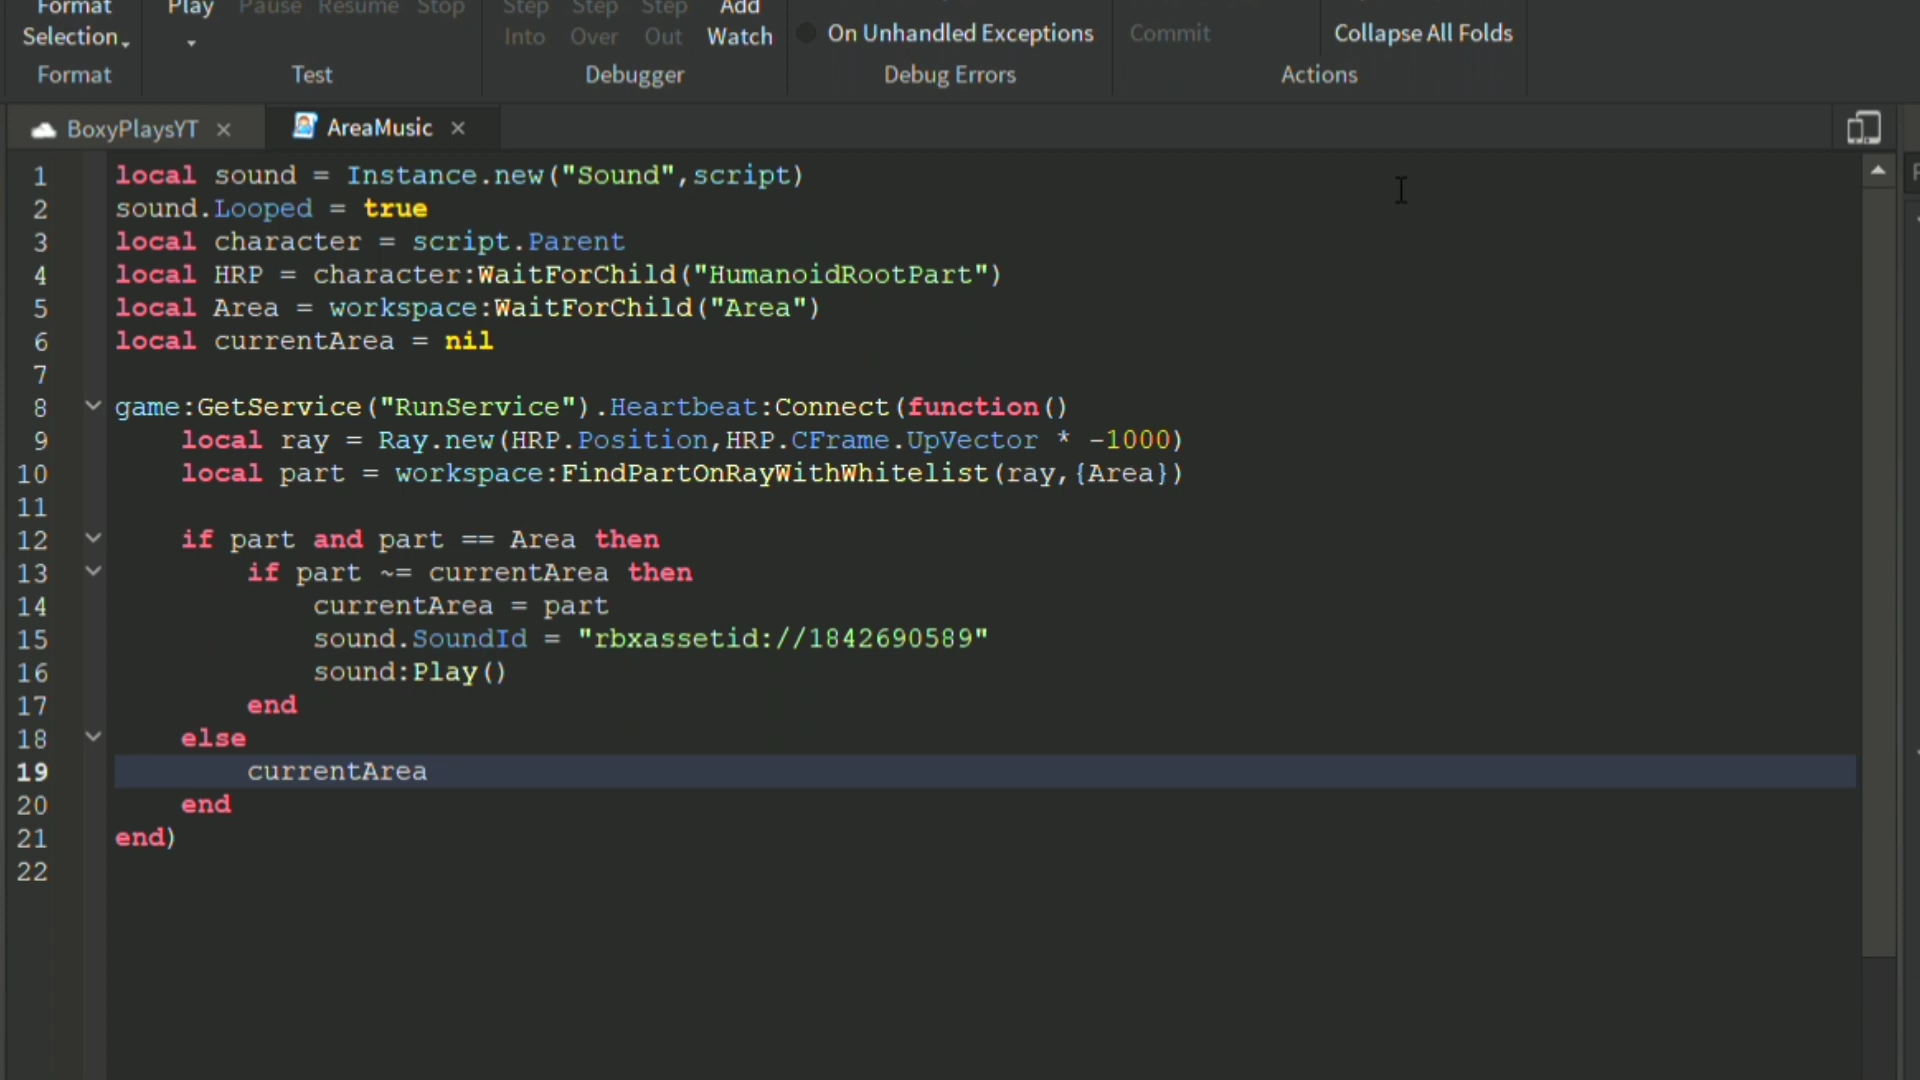 Format Play Pause Resume Stop Step Step Step Add
Selection Into Over Out Watch On Unhandled Exceptions Commit Collapse All Folds
Format Test Debugger Debug Errors Actions
BoxyPlaysYT × AreaMusic ×
1 local sound = Instance.new("Sound",script)
2 sound.Looped = true
3 local character = script.Parent
4 local HRP = character:WaitForChild("HumanoidRootPart")
5 local Area = workspace:WaitForChild("Area")
6 local currentArea = nil
7
8 game:GetService("RunService").Heartbeat:Connect(function()
9 local ray = Ray.new(HRP.Position,HRP.CFrame.UpVector * -1000)
10 local part = workspace:FindPartOnRayWithWhitelist(ray,{Area})
11
12 if part and part == Area then
13 if part ~= currentArea then
14 currentArea = part
15 sound.SoundId = "rbxassetid://1842690589"
16 sound:Play()
17 end
18 else
19 currentArea
20 end
21 end)
22